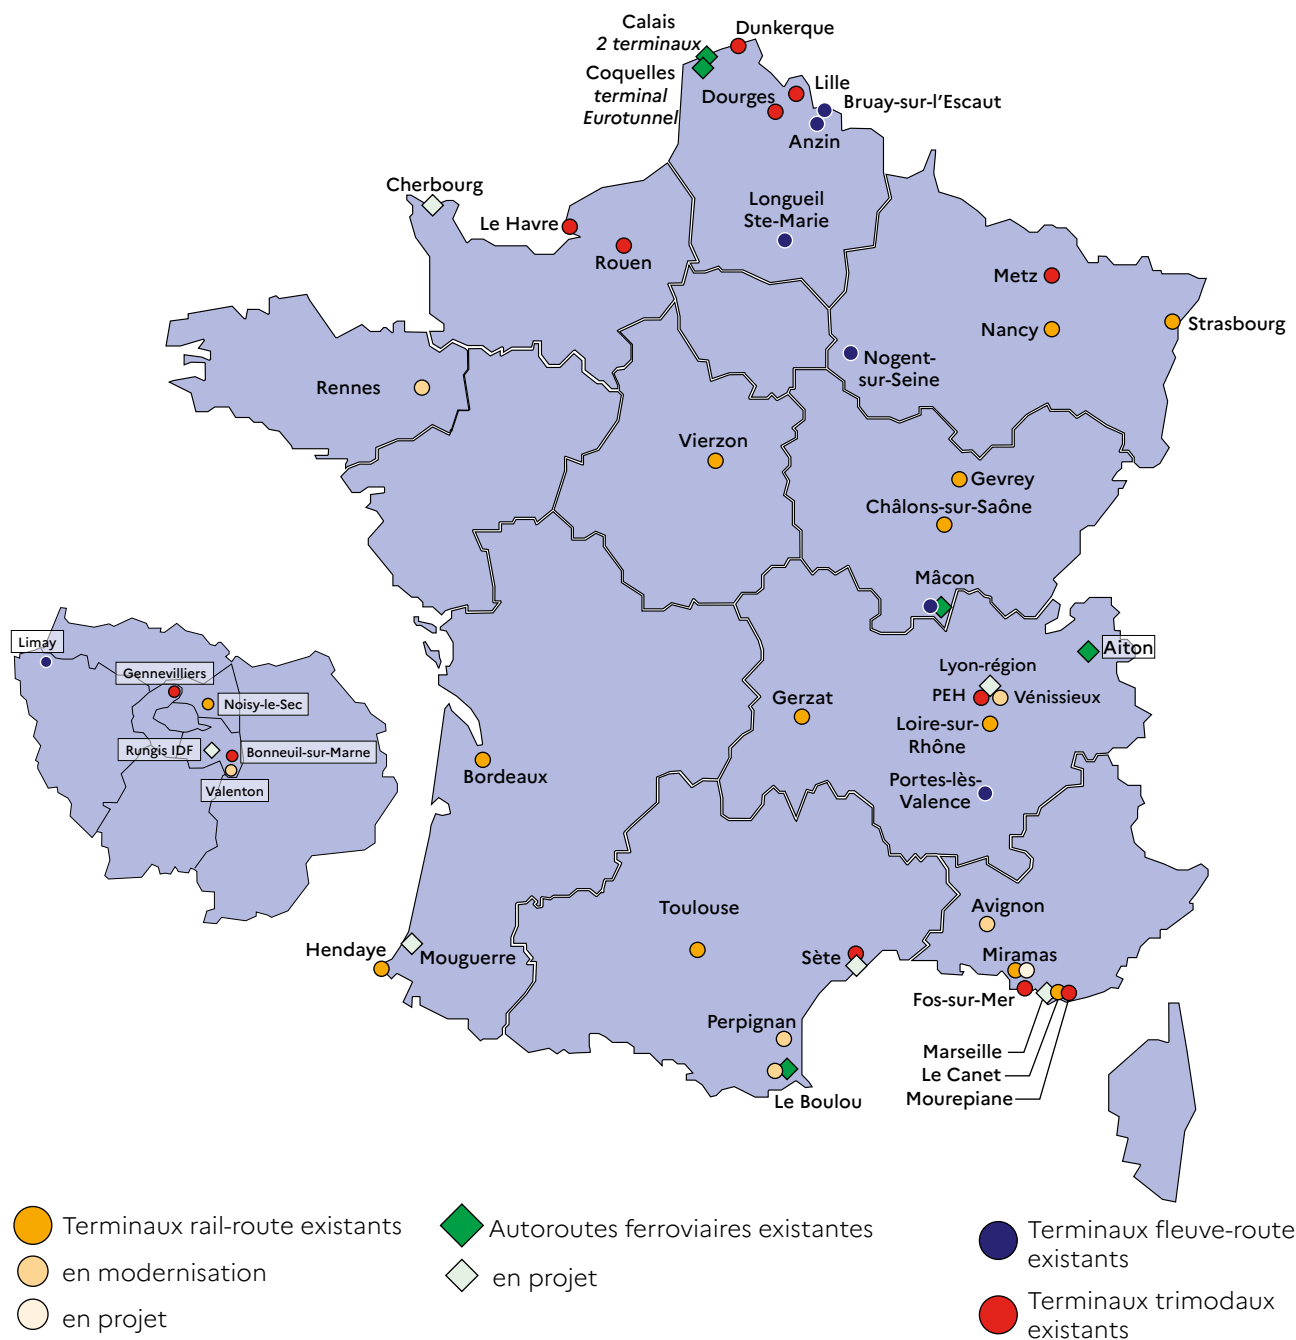 Calais
2 terminaux
Dunkerque
Coquelles
terminal
Eurotunnel
Lille
Dourges
Bruay-sur-l'Escaut
Anzin
Cherbourg
Longueil
Ste-Marie
Le Havre
Rouen
Metz
Nancy
Strasbourg
Nogent-
sur-Seine
Rennes
Vierzon
Gevrey
Châlons-sur-Saône
Mâcon
Limay
Gennevilliers
Noisy-le-Sec
Rungis IDF
Bonneuil-sur-Marne
Valenton
Aiton
Lyon-région
PEH
Vénissieux
Gerzat
Loire-sur-
Rhône
Bordeaux
Portes-lès-
Valence
Toulouse
Avignon
Hendaye
Mouguerre
Sète
Miramas
Fos-sur-Mer
Perpignan
Marseille
Le Canet
Mourepiane
Le Boulou
Terminaux rail-route existants
en modernisation
en projet
Autoroutes ferroviaires existantes
en projet
Terminaux fleuve-route
existants
Terminaux trimodaux
existants